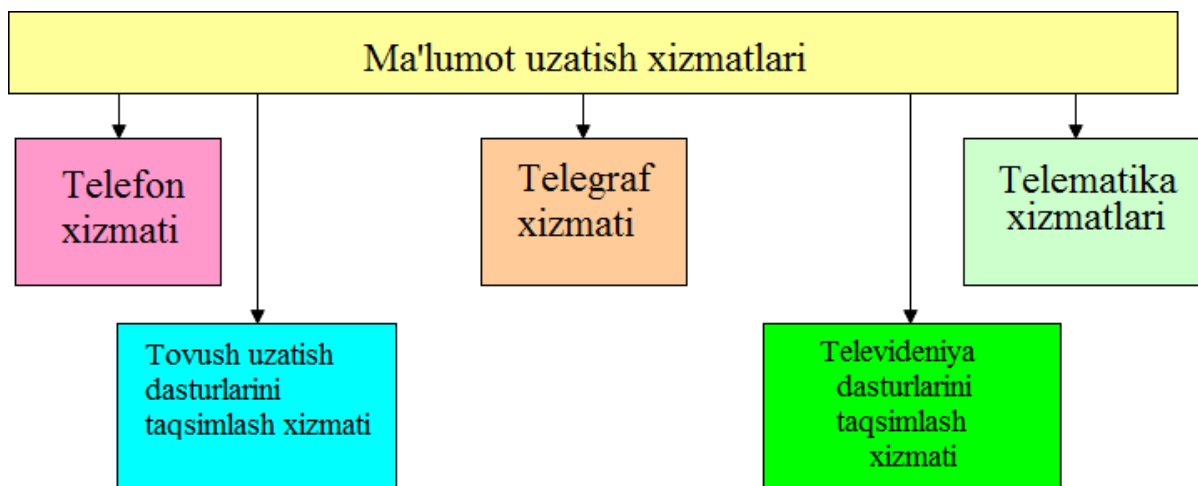 Ma'lumot uzatish xizmatlari
Telefon
xizmati
Telegraf
xizmati
Telematika
xizmatlari
Tovush uzatish
dasturlarini
taqsimlash xizmati
Televideniya
dasturlarini
taqsimlash
xizmati